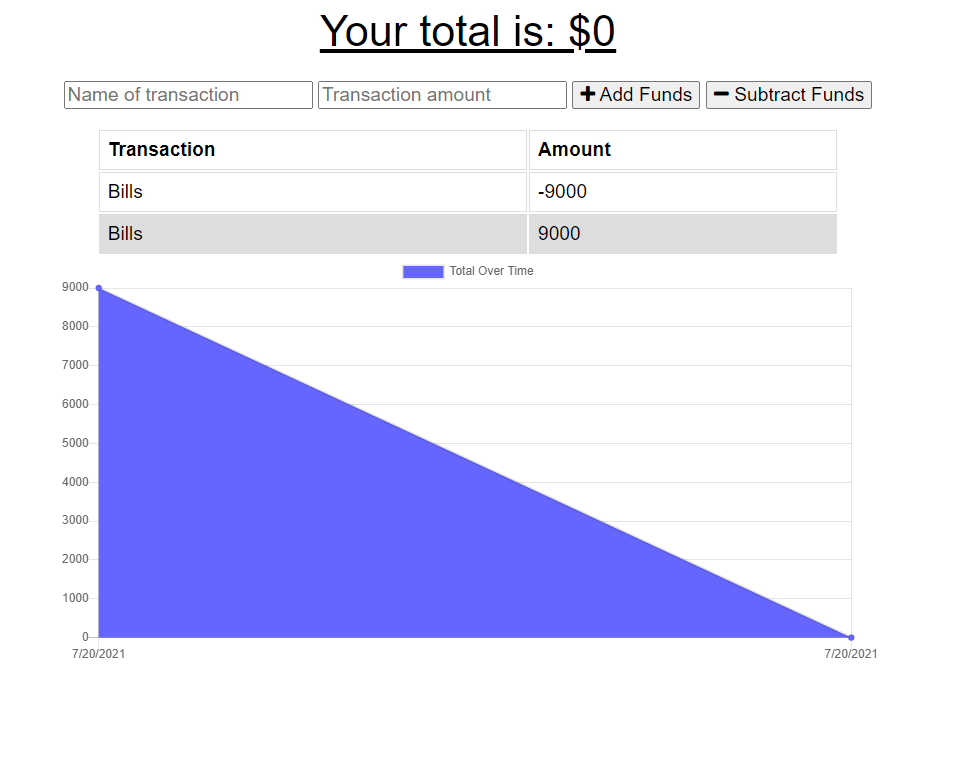 Your total is: $0
Name of transaction Transaction amount Add Funds Subtract Funds
Transaction Amount
Bills -9000
Bills 9000
Total Over Time
9000
8000
7000
6000
5000
4000
3000
2000
1000
0
7/20/2021 7/20/2021